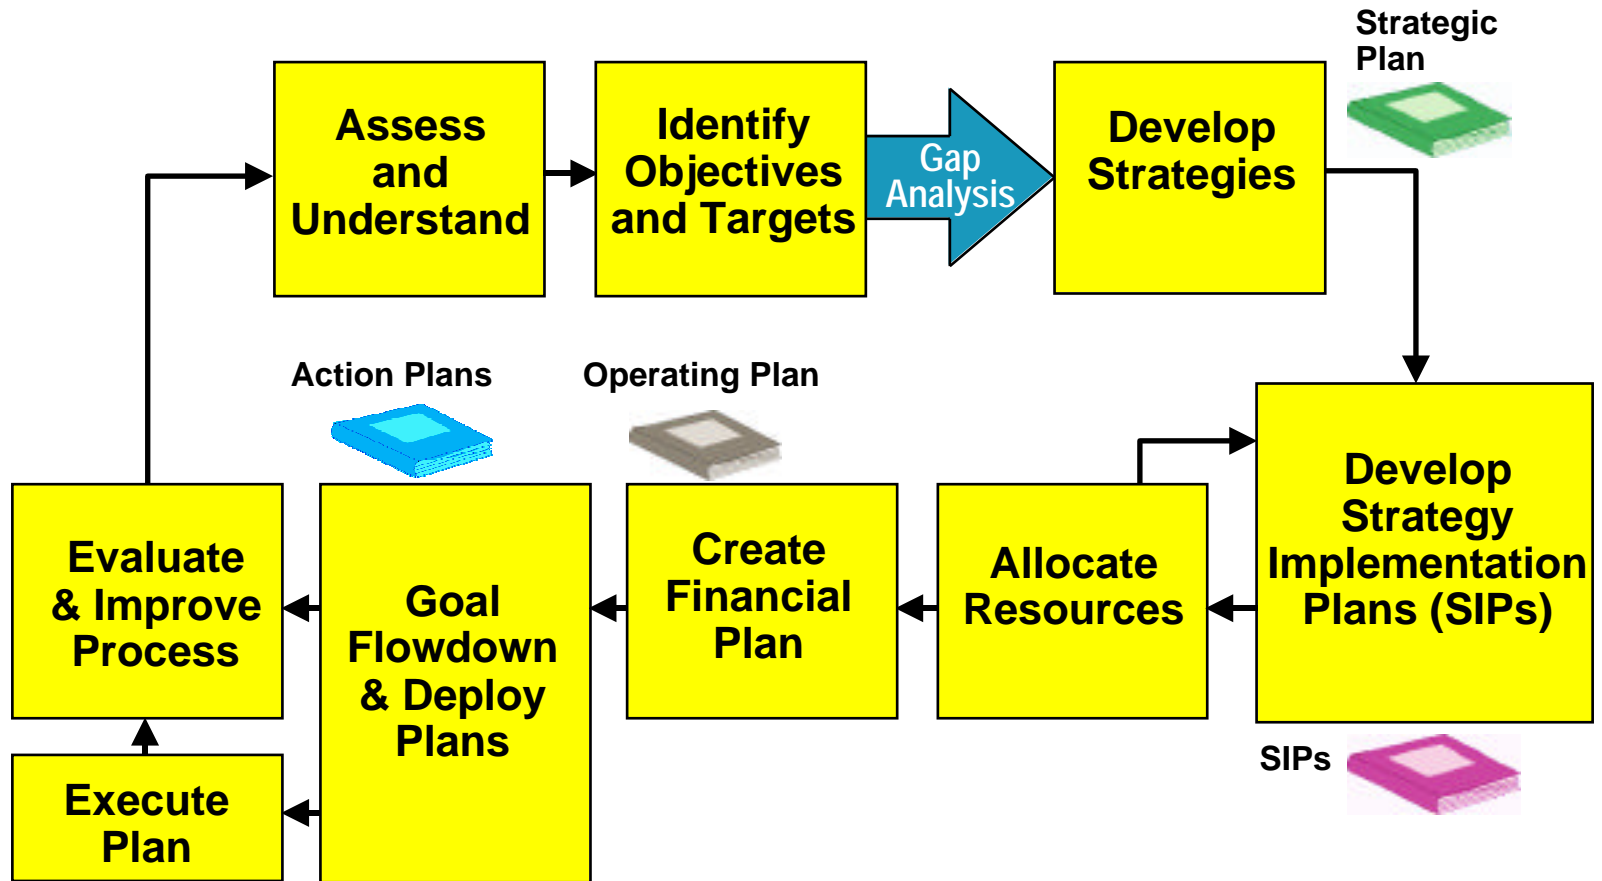 Strategic
Plan
Assess
and
Understand
Identify
Objectives
and Targets
Gap
Analysis
Develop
Strategies
Action Plans
Operating Plan
Evaluate
& Improve
Process
Goal
Flowdown
& Deploy
Plans
Create
Financial
Plan
Allocate
Resources
Develop
Strategy
Implementation
Plans (SIPs)
SIPs
Execute
Plan